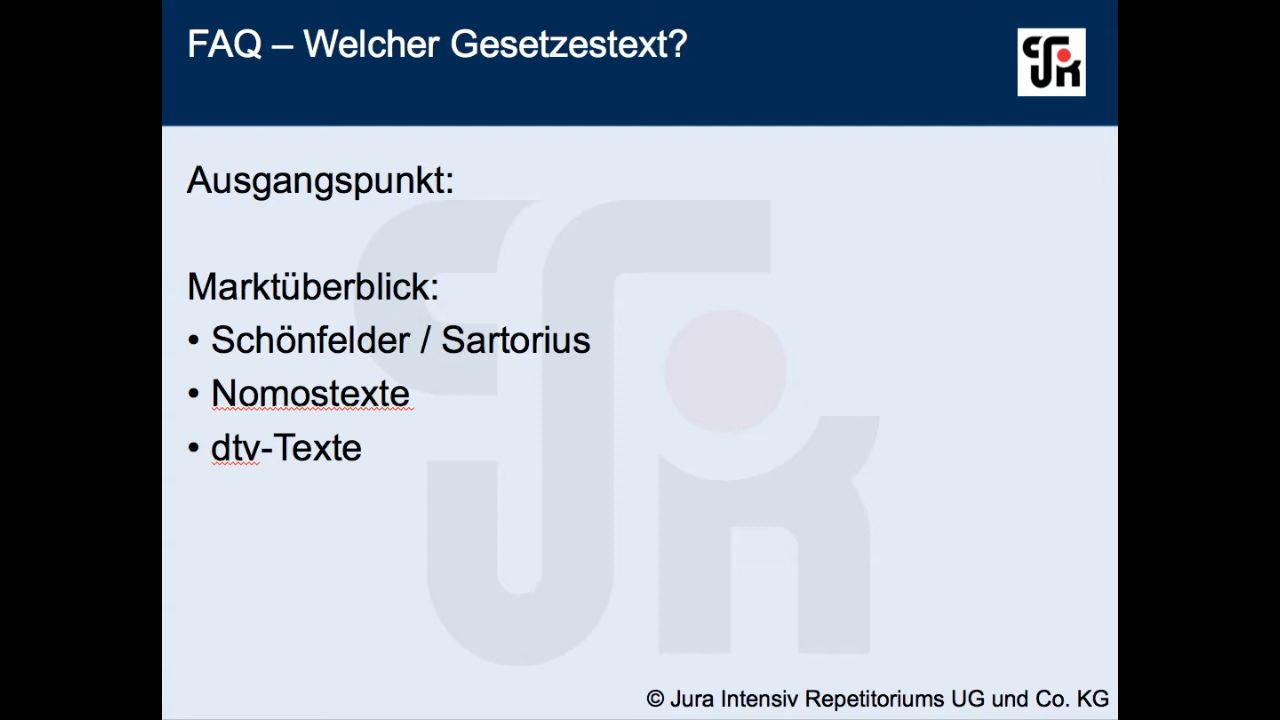 FAQ – Welcher Gesetzestext?
Ausgangspunkt:
Marktüberblick:
• Schönfelder / Sartorius
• Nomostexte
• dtv-Texte
© Jura Intensiv Repetitoriums UG und Co. KG